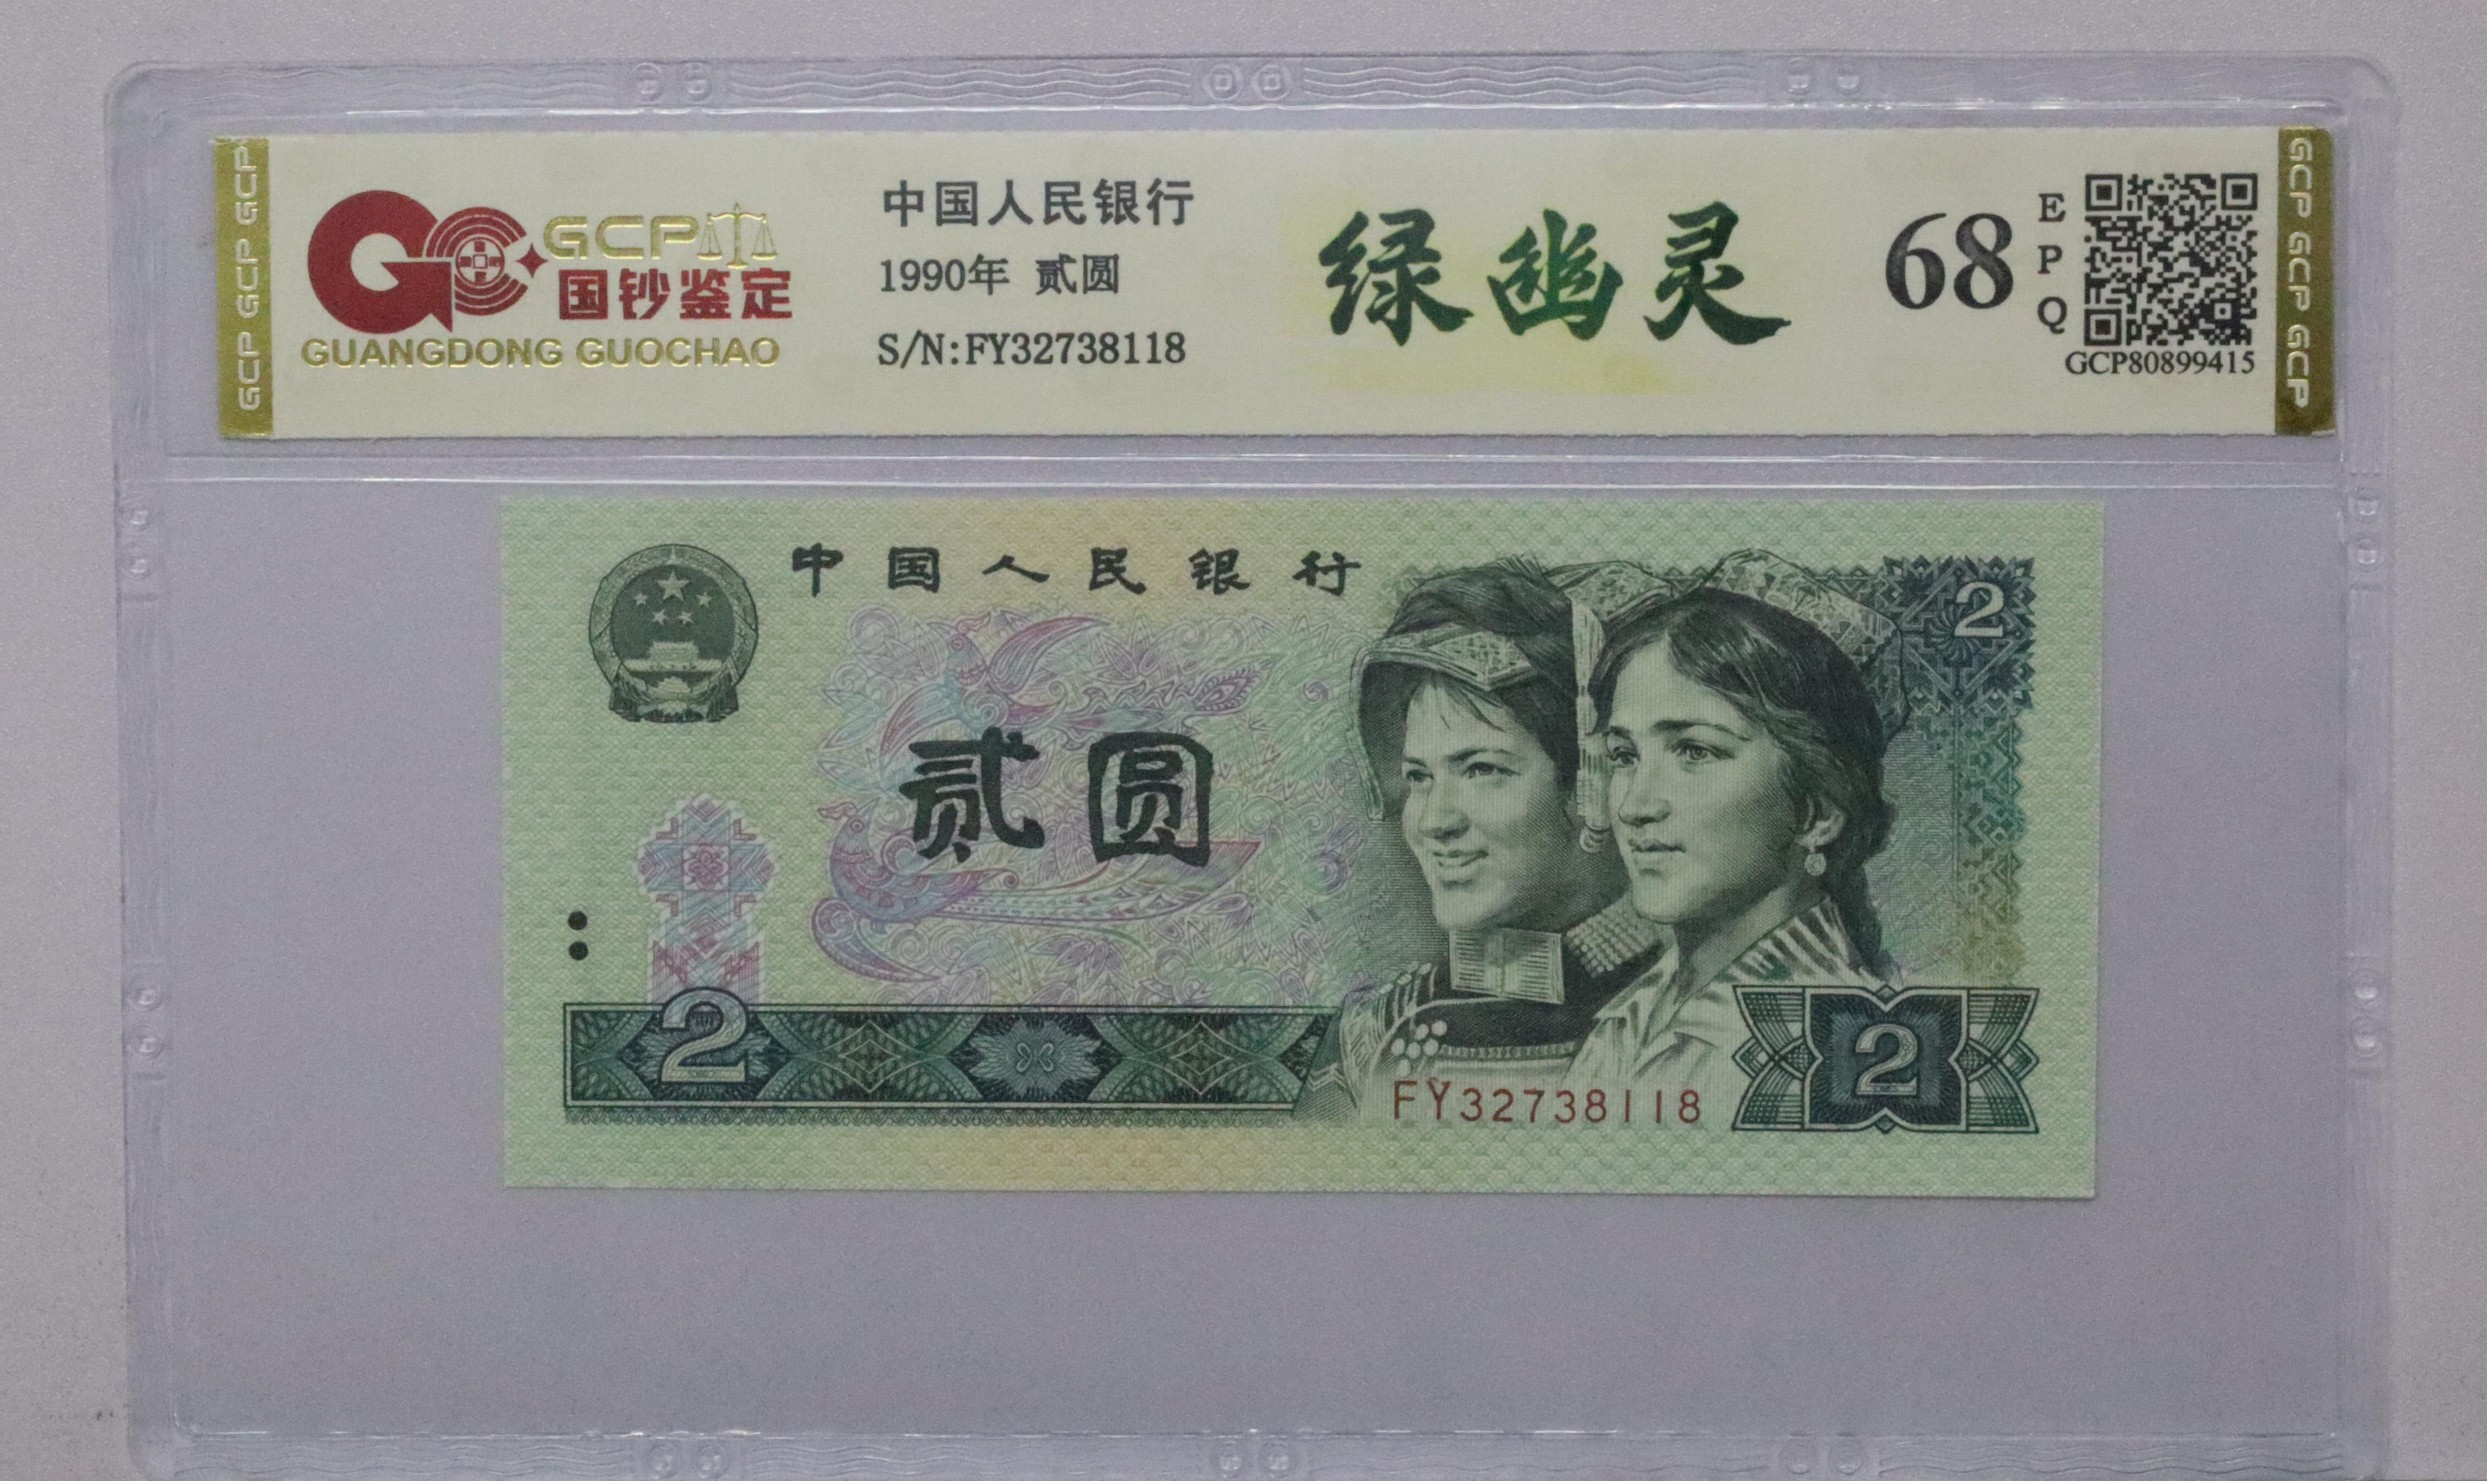 GCP GCP GCP
GCP
国钞鉴定
GUANGDONG GUOCHAO
中国人民银行
1990年 贰圆
S/N:FY32738118
绿幽灵
68
E
P
Q
GCP80899415
GCP GCP GCP
中国人民银行
2
贰圆
2
FY32738118
2